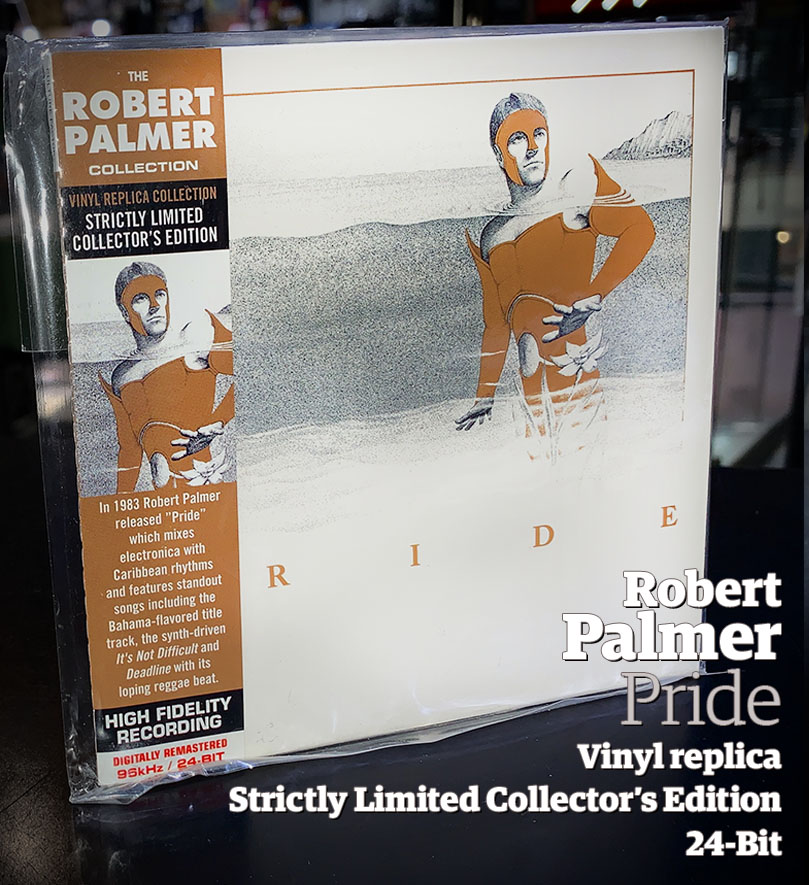 THE
ROBERT
PALMER
COLLECTION
VINYL REPLICA COLLECTION
STRICTLY LIMITED
COLLECTOR'S EDITION
In 1983 Robert Palmer
released "Pride"
which mixes
electronica with
Caribbean rhythms
and features standout
songs including the
Bahama-flavored title
track, the synth-driven
It's Not Difficult and
Deadline with its
loping reggae beat.
HIGH FIDELITY
RECORDING
DIGITALLY REMASTERED
96kHz / 24-BIT
R I D E
Robert
Palmer
Pride
Vinyl replica
Strictly Limited Collector's Edition
24-Bit